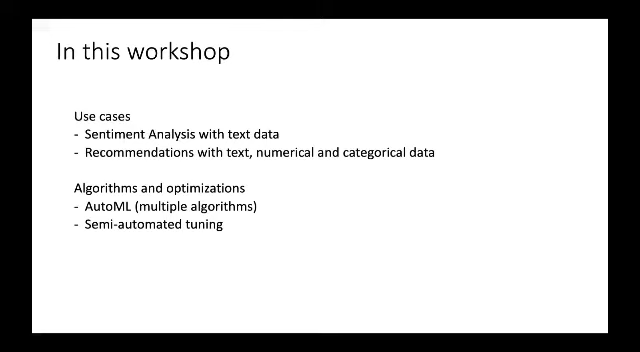 In this workshop
Use cases
- Sentiment Analysis with text data
- Recommendations with text, numerical and categorical data
Algorithms and optimizations
- AutoML (multiple algorithms)
- Semi-automated tuning